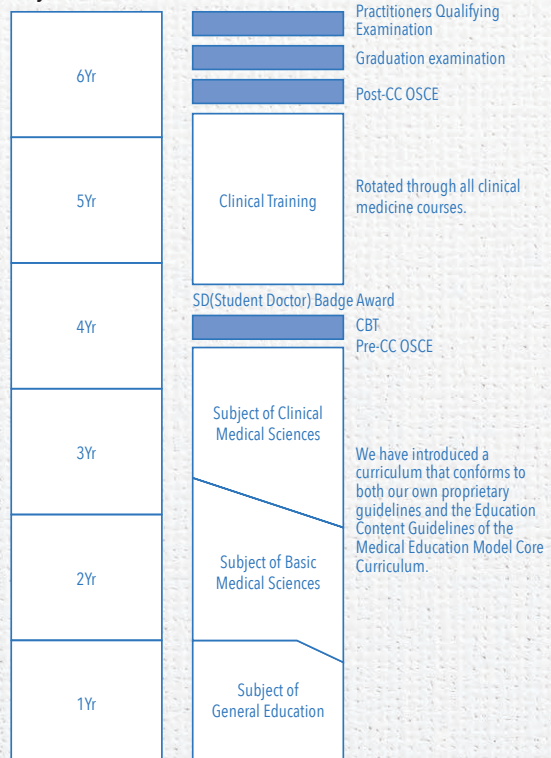 Practitioners Qualifying
Examination
Graduation examination
6Yr
Post-CC OSCE
5Yr
Clinical Training
Rotated through all clinical
medicine courses.
SD(Student Doctor) Badge Award
4Yr
CBT
Pre-CC OSCE
Subject of Clinical
Medical Sciences
3Yr
We have introduced a
curriculum that conforms to
both our own proprietary
guidelines and the Education
Content Guidelines of the
Medical Education Model Core
Curriculum.
2Yr
Subject of Basic
Medical Sciences
1Yr
Subject of
General Education